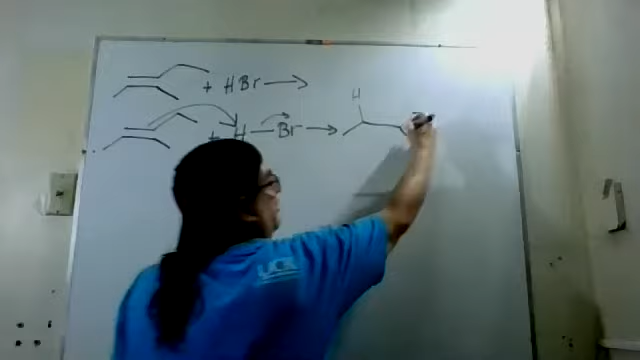 + HBr →
+ H — Br →
H